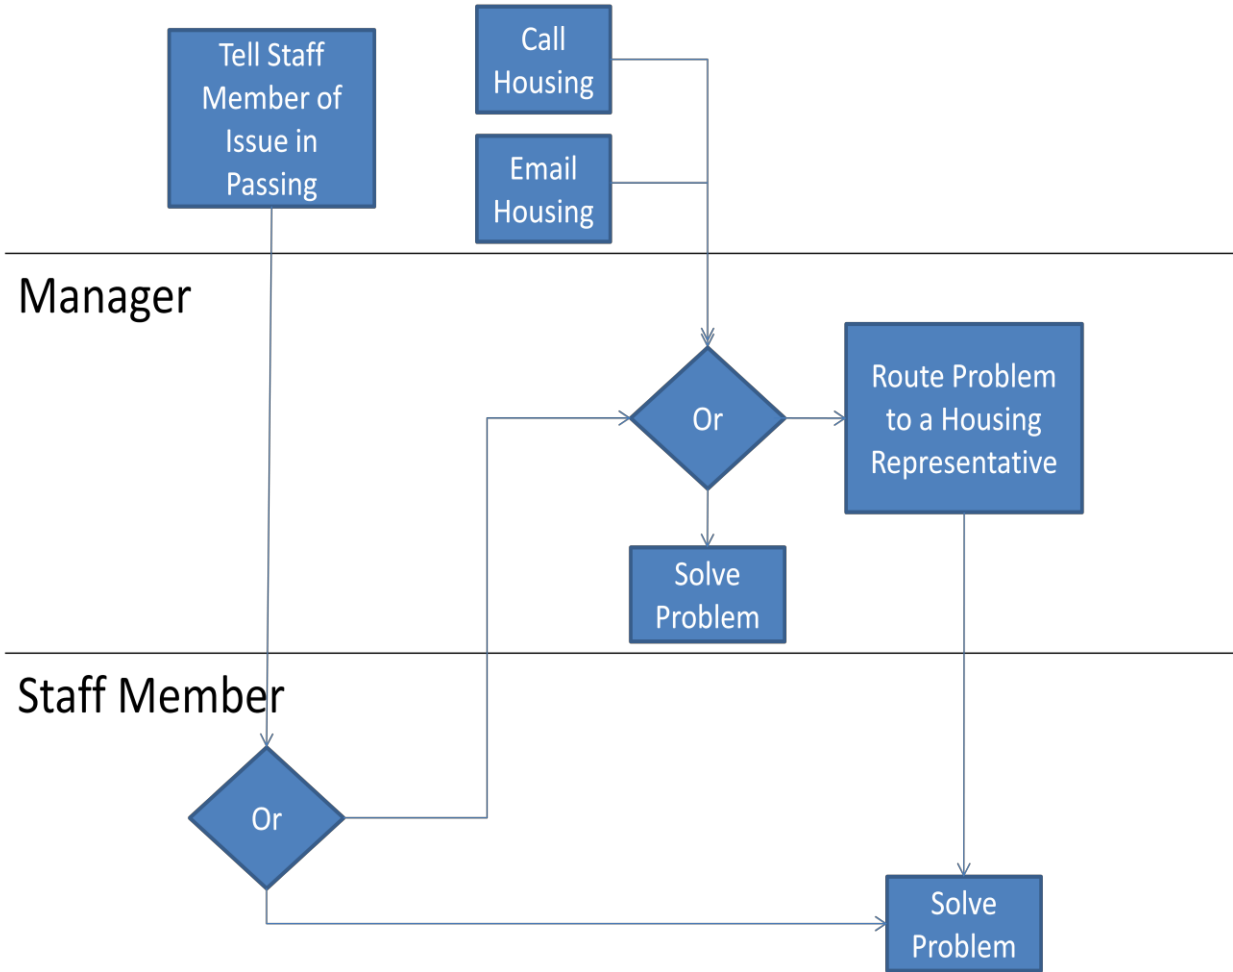 Tell Staff
Member of
Issue in
Passing
Call
Housing
Email
Housing
Manager
Or
Route Problem
to a Housing
Representative
Solve
Problem
Staff Member
Or
Solve
Problem